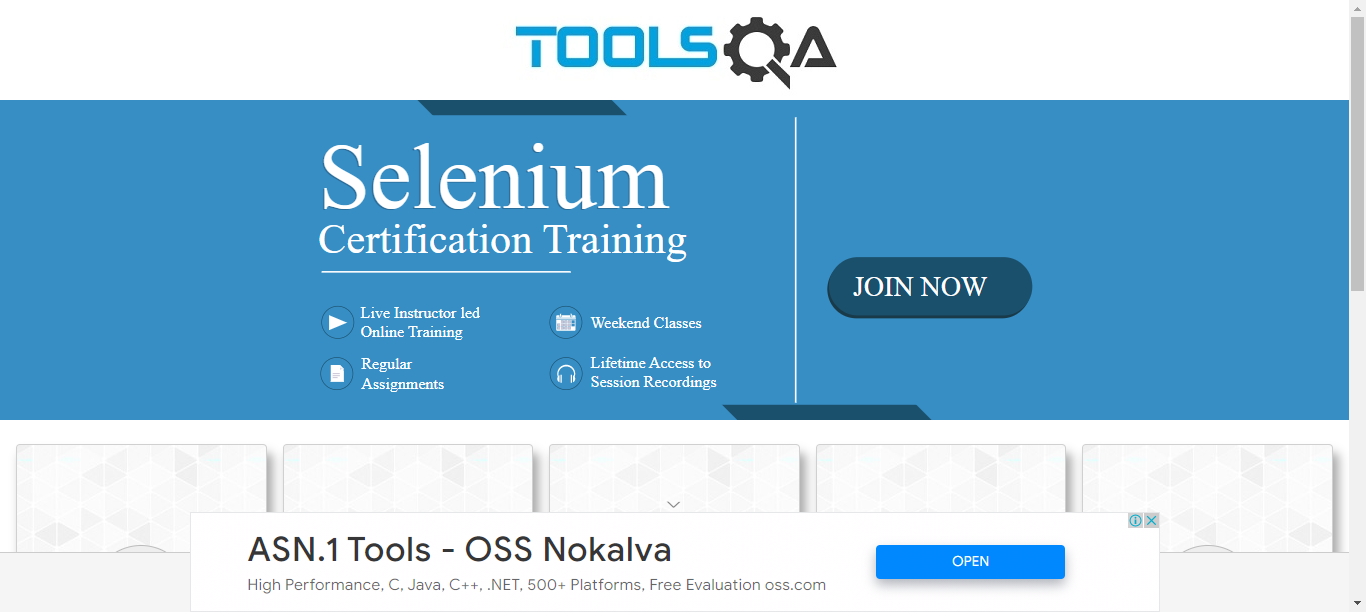 TOOLSQA
Selenium
Certification Training
Live Instructor led
Online Training
Weekend Classes
Regular
Assignments
Lifetime Access to
Session Recordings
JOIN NOW
ASN.1 Tools - OSS Nokalva
High Performance, C, Java, C++, .NET, 500+ Platforms, Free Evaluation oss.com
OPEN